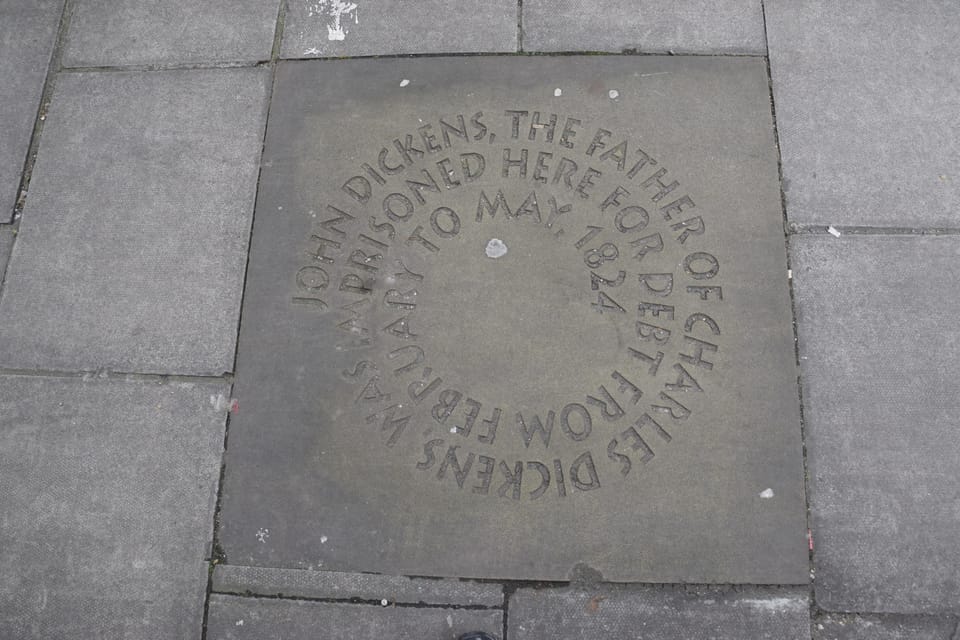 JOHN DICKENS, THE FATHER OF CHARLES DICKENS, WAS IMPRISONED HERE FOR DEBT FROM FEBRUARY TO MAY, 1824